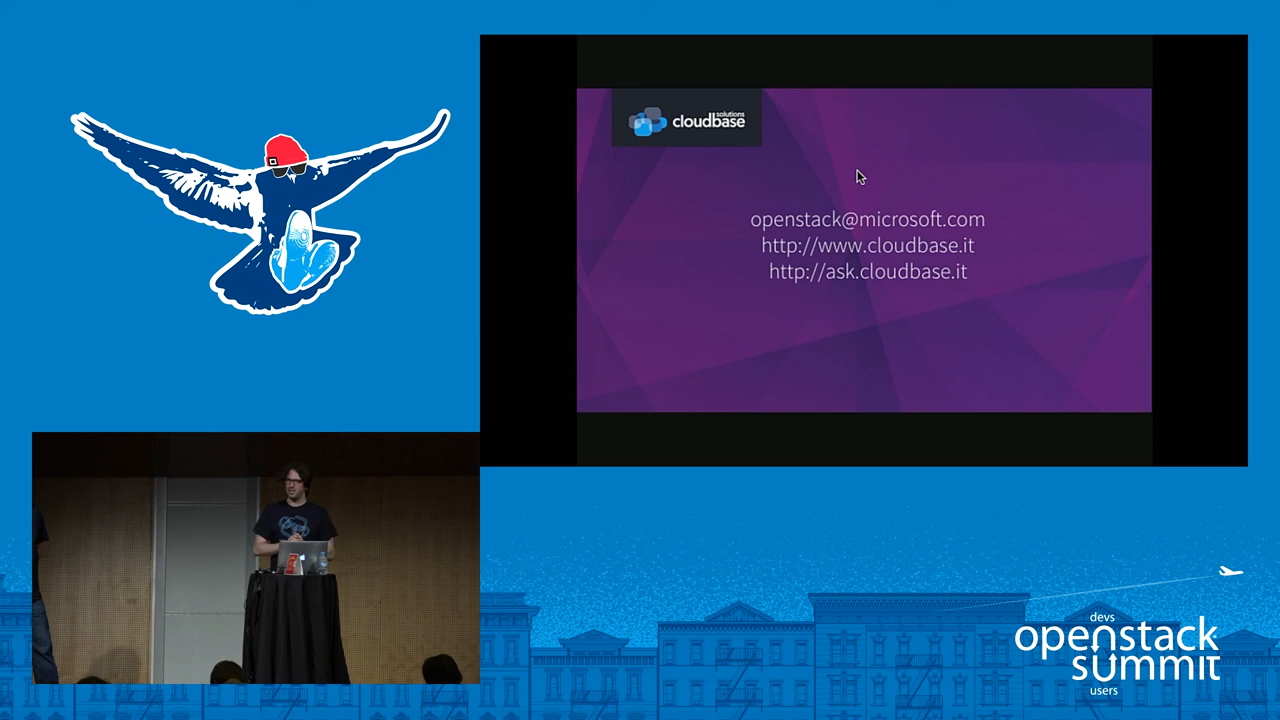 solutions
cloudbase
openstack@microsoft.com
http://www.cloudbase.it
http://ask.cloudbase.it
devs
openstack
summit
users